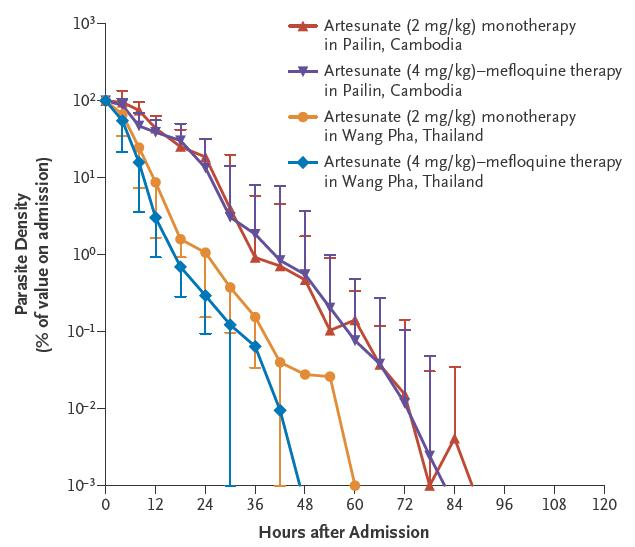 10³
10²
10¹
10⁰
10⁻¹
10⁻²
10⁻³
Parasite Density
(% of value on admission)
Artesunate (2 mg/kg) monotherapy
in Pailin, Cambodia
Artesunate (4 mg/kg)–mefloquine therapy
in Pailin, Cambodia
Artesunate (2 mg/kg) monotherapy
in Wang Pha, Thailand
Artesunate (4 mg/kg)–mefloquine therapy
in Wang Pha, Thailand
0 12 24 36 48 60 72 84 96 108 120
Hours after Admission